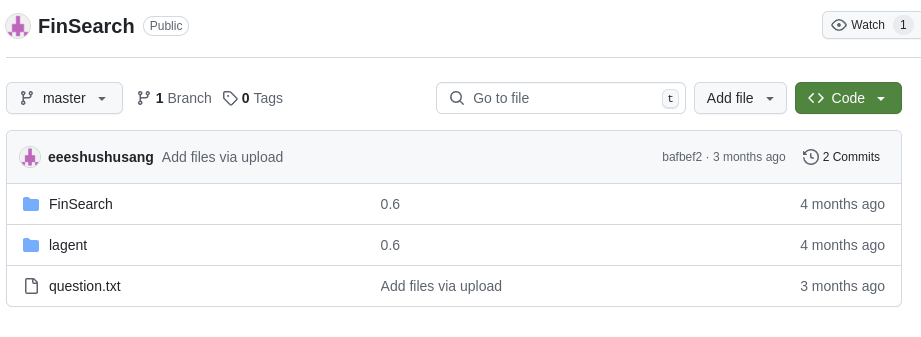 FinSearch Public Watch 1
master 1 Branch 0 Tags Go to file t Add file Code
eeeshushusang Add files via upload bafbef2 · 3 months ago 2 Commits
FinSearch 0.6 4 months ago
lagent 0.6 4 months ago
question.txt Add files via upload 3 months ago